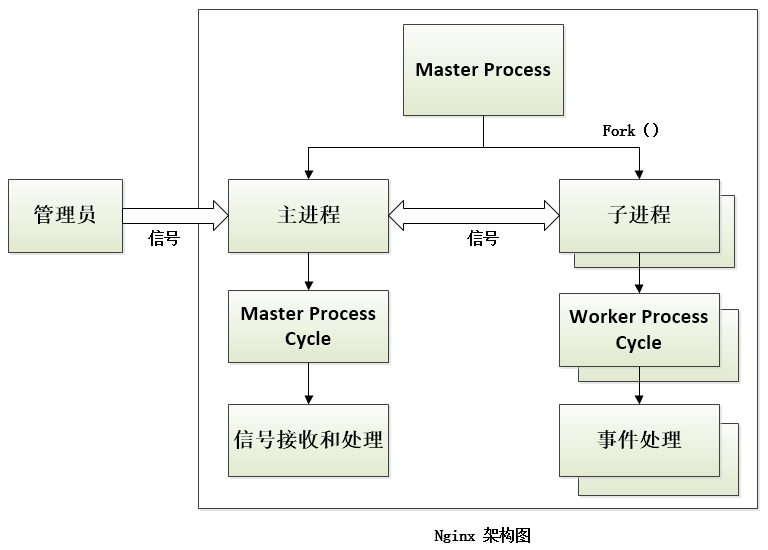 Master Process
Fork（）
管理员
信号
主进程
信号
子进程
Master Process
Cycle
Worker Process
Cycle
信号接收和处理
事件处理
Nginx 架构图